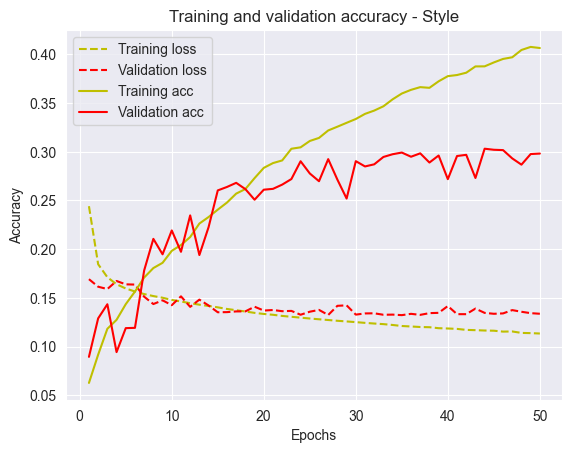 Training and validation accuracy - Style
Training loss
Validation loss
Training acc
Validation acc
Accuracy
0.40
0.35
0.30
0.25
0.20
0.15
0.10
0.05
0
10
20
30
40
50
Epochs